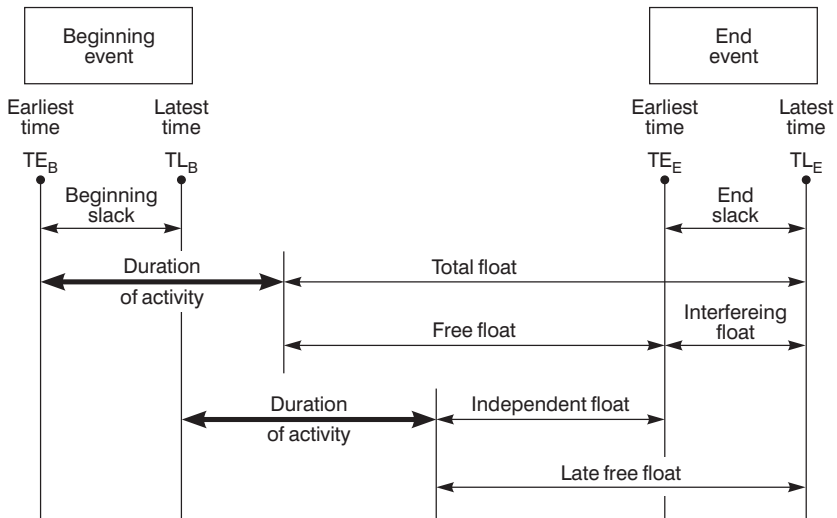 Beginning
event
End
event
Earliest
time
Latest
time
Earliest
time
Latest
time
TE_B
TL_B
TE_E
TL_E
Beginning
slack
End
slack
Duration
of activity
Total float
Free float
Interfereing
float
Duration
of activity
Independent float
Late free float